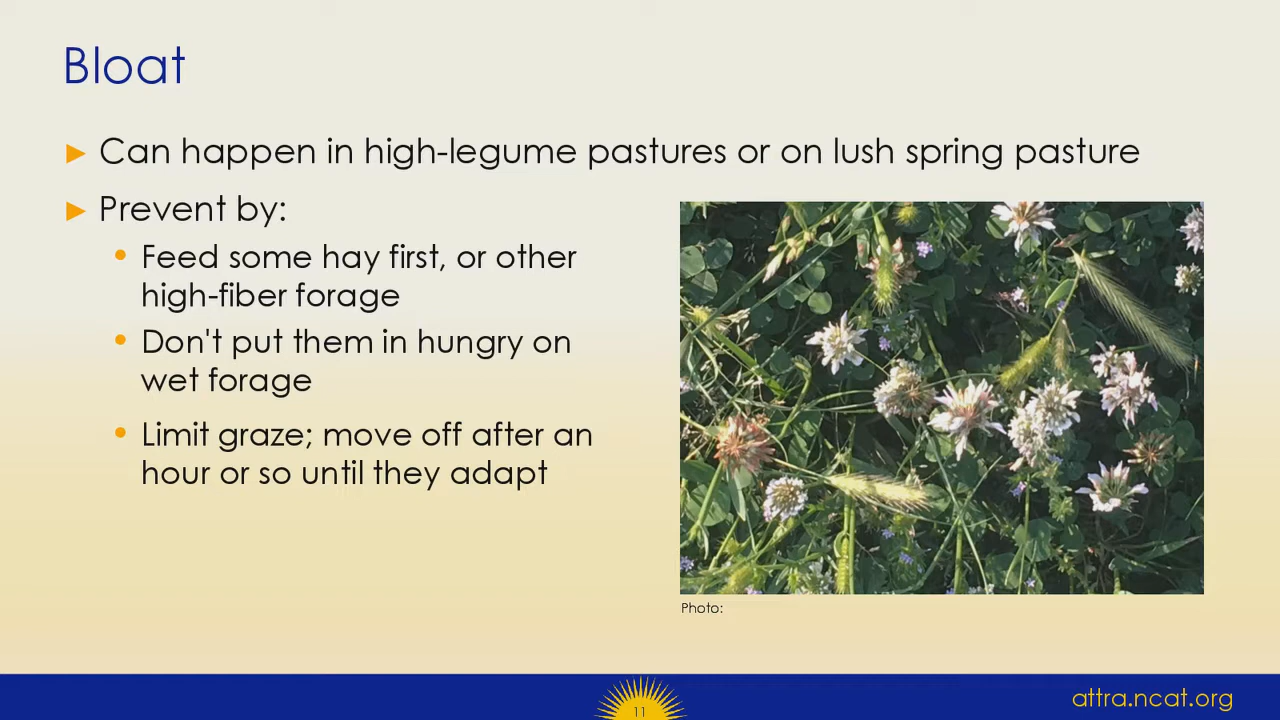 Bloat
Can happen in high-legume pastures or on lush spring pasture
Prevent by:
Feed some hay first, or other
high-fiber forage
Don't put them in hungry on
wet forage
Limit graze; move off after an
hour or so until they adapt
Photo:
11
attra.ncat.org